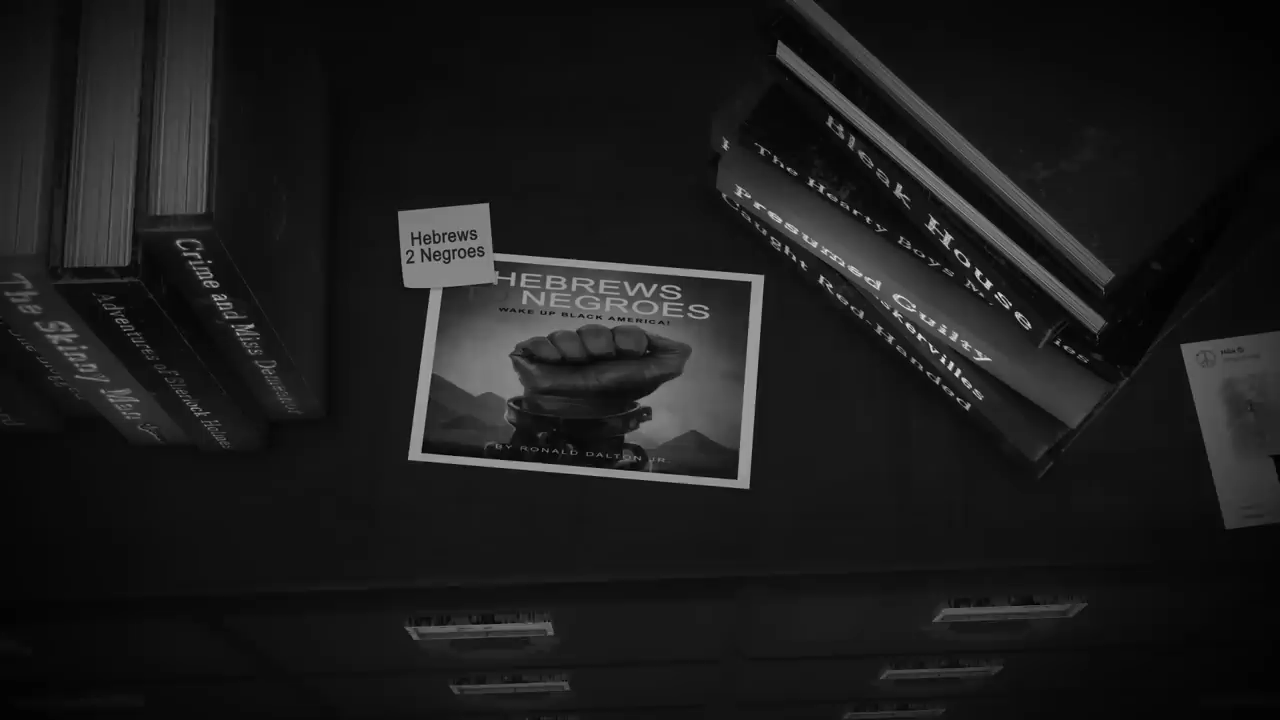 Hebrews
2 Negroes
HEBREWS
NEGROES
WAKE UP BLACK AMERICA!
BY RONALD DALTON JR.
The Skinny Man
Adventures of Sherlock Holmes
Crime and Miss
Bleak House
The Hearty Boys
Presumed Guilty
Baskervilles
Caught Red Handed